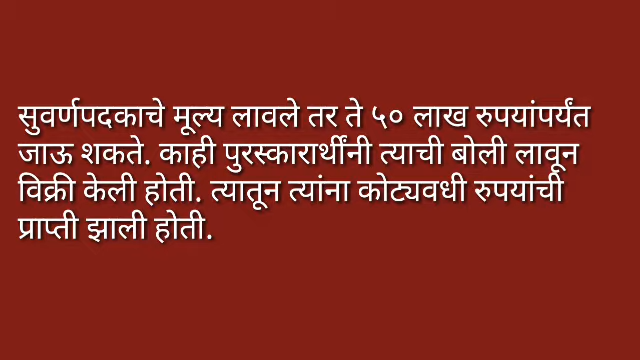 सुवर्णपदकाचे मूल्य लावले तर ते ५० लाख रुपयांपर्यंत
जाऊ शकते. काही पुरस्कारार्थींनी त्याची बोली लावून
विक्री केली होती. त्यातून त्यांना कोट्यवधी रुपयांची
प्राप्ती झाली होती.